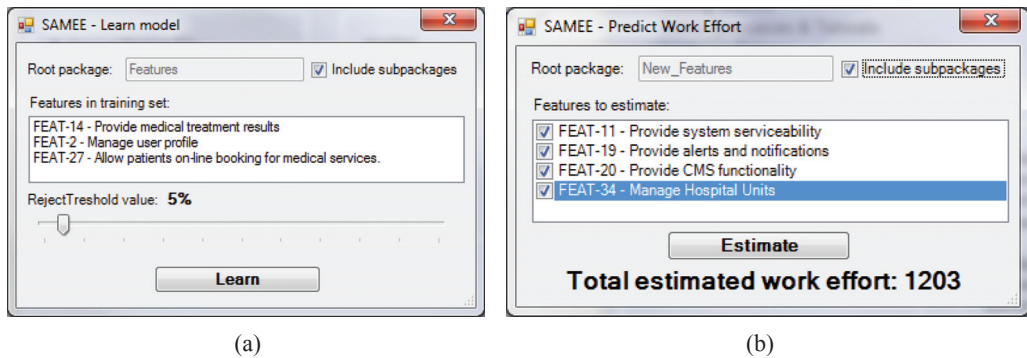 SAMEE - Learn model
Root package: Features Include subpackages
Features in training set:
FEAT-14 - Provide medical treatment results
FEAT-2 - Manage user profile
FEAT-27 - Allow patients on-line booking for medical services.
RejectTreshold value: 5%
Learn
(a)
SAMEE - Predict Work Effort
Root package: New_Features Include subpackages
Features to estimate:
FEAT-11 - Provide system serviceability
FEAT-19 - Provide alerts and notifications
FEAT-20 - Provide CMS functionality
FEAT-34 - Manage Hospital Units
Estimate
Total estimated work effort: 1203
(b)